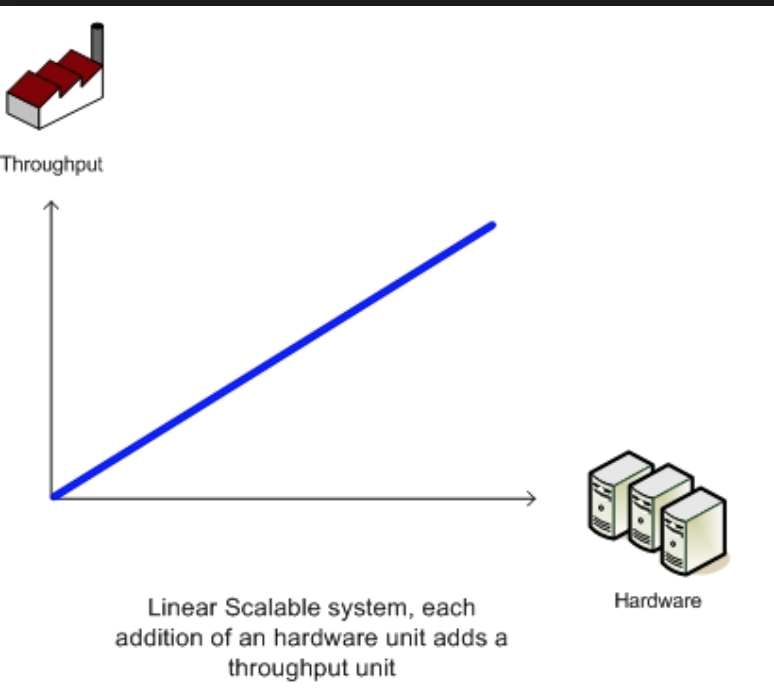 Throughput
Hardware
Linear Scalable system, each
addition of an hardware unit adds a
throughput unit